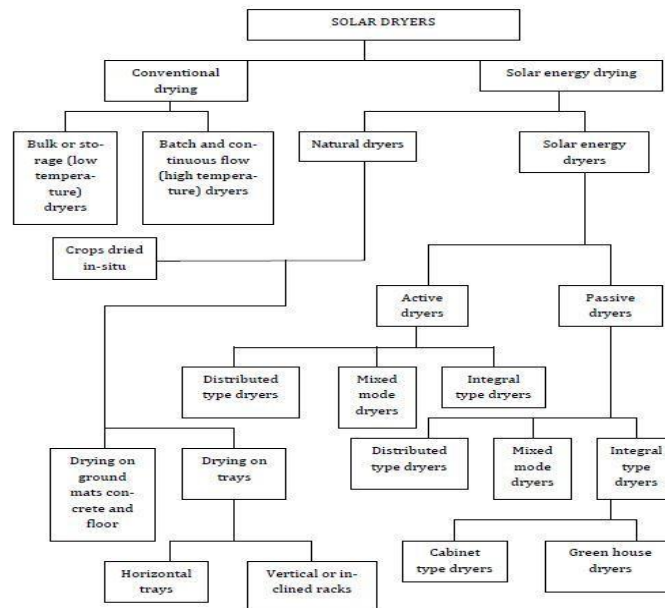 SOLAR DRYERS
Conventional
drying
Solar energy drying
Bulk or sto-
rage (low
tempera-
ture)
dryers
Batch and con-
tinuous flow
(high tempera-
ture) dryers
Natural dryers
Solar energy
dryers
Crops dried
in-situ
Active
dryers
Passive
dryers
Distributed
type dryers
Mixed
mode
dryers
Integral
type dryers
Distributed
type dryers
Mixed
mode
dryers
Integral
type
dryers
Drying on
ground
mats con-
crete and
floor
Drying on
trays
Horizontal
trays
Vertical or in-
clined racks
Cabinet
type dryers
Green house
dryers